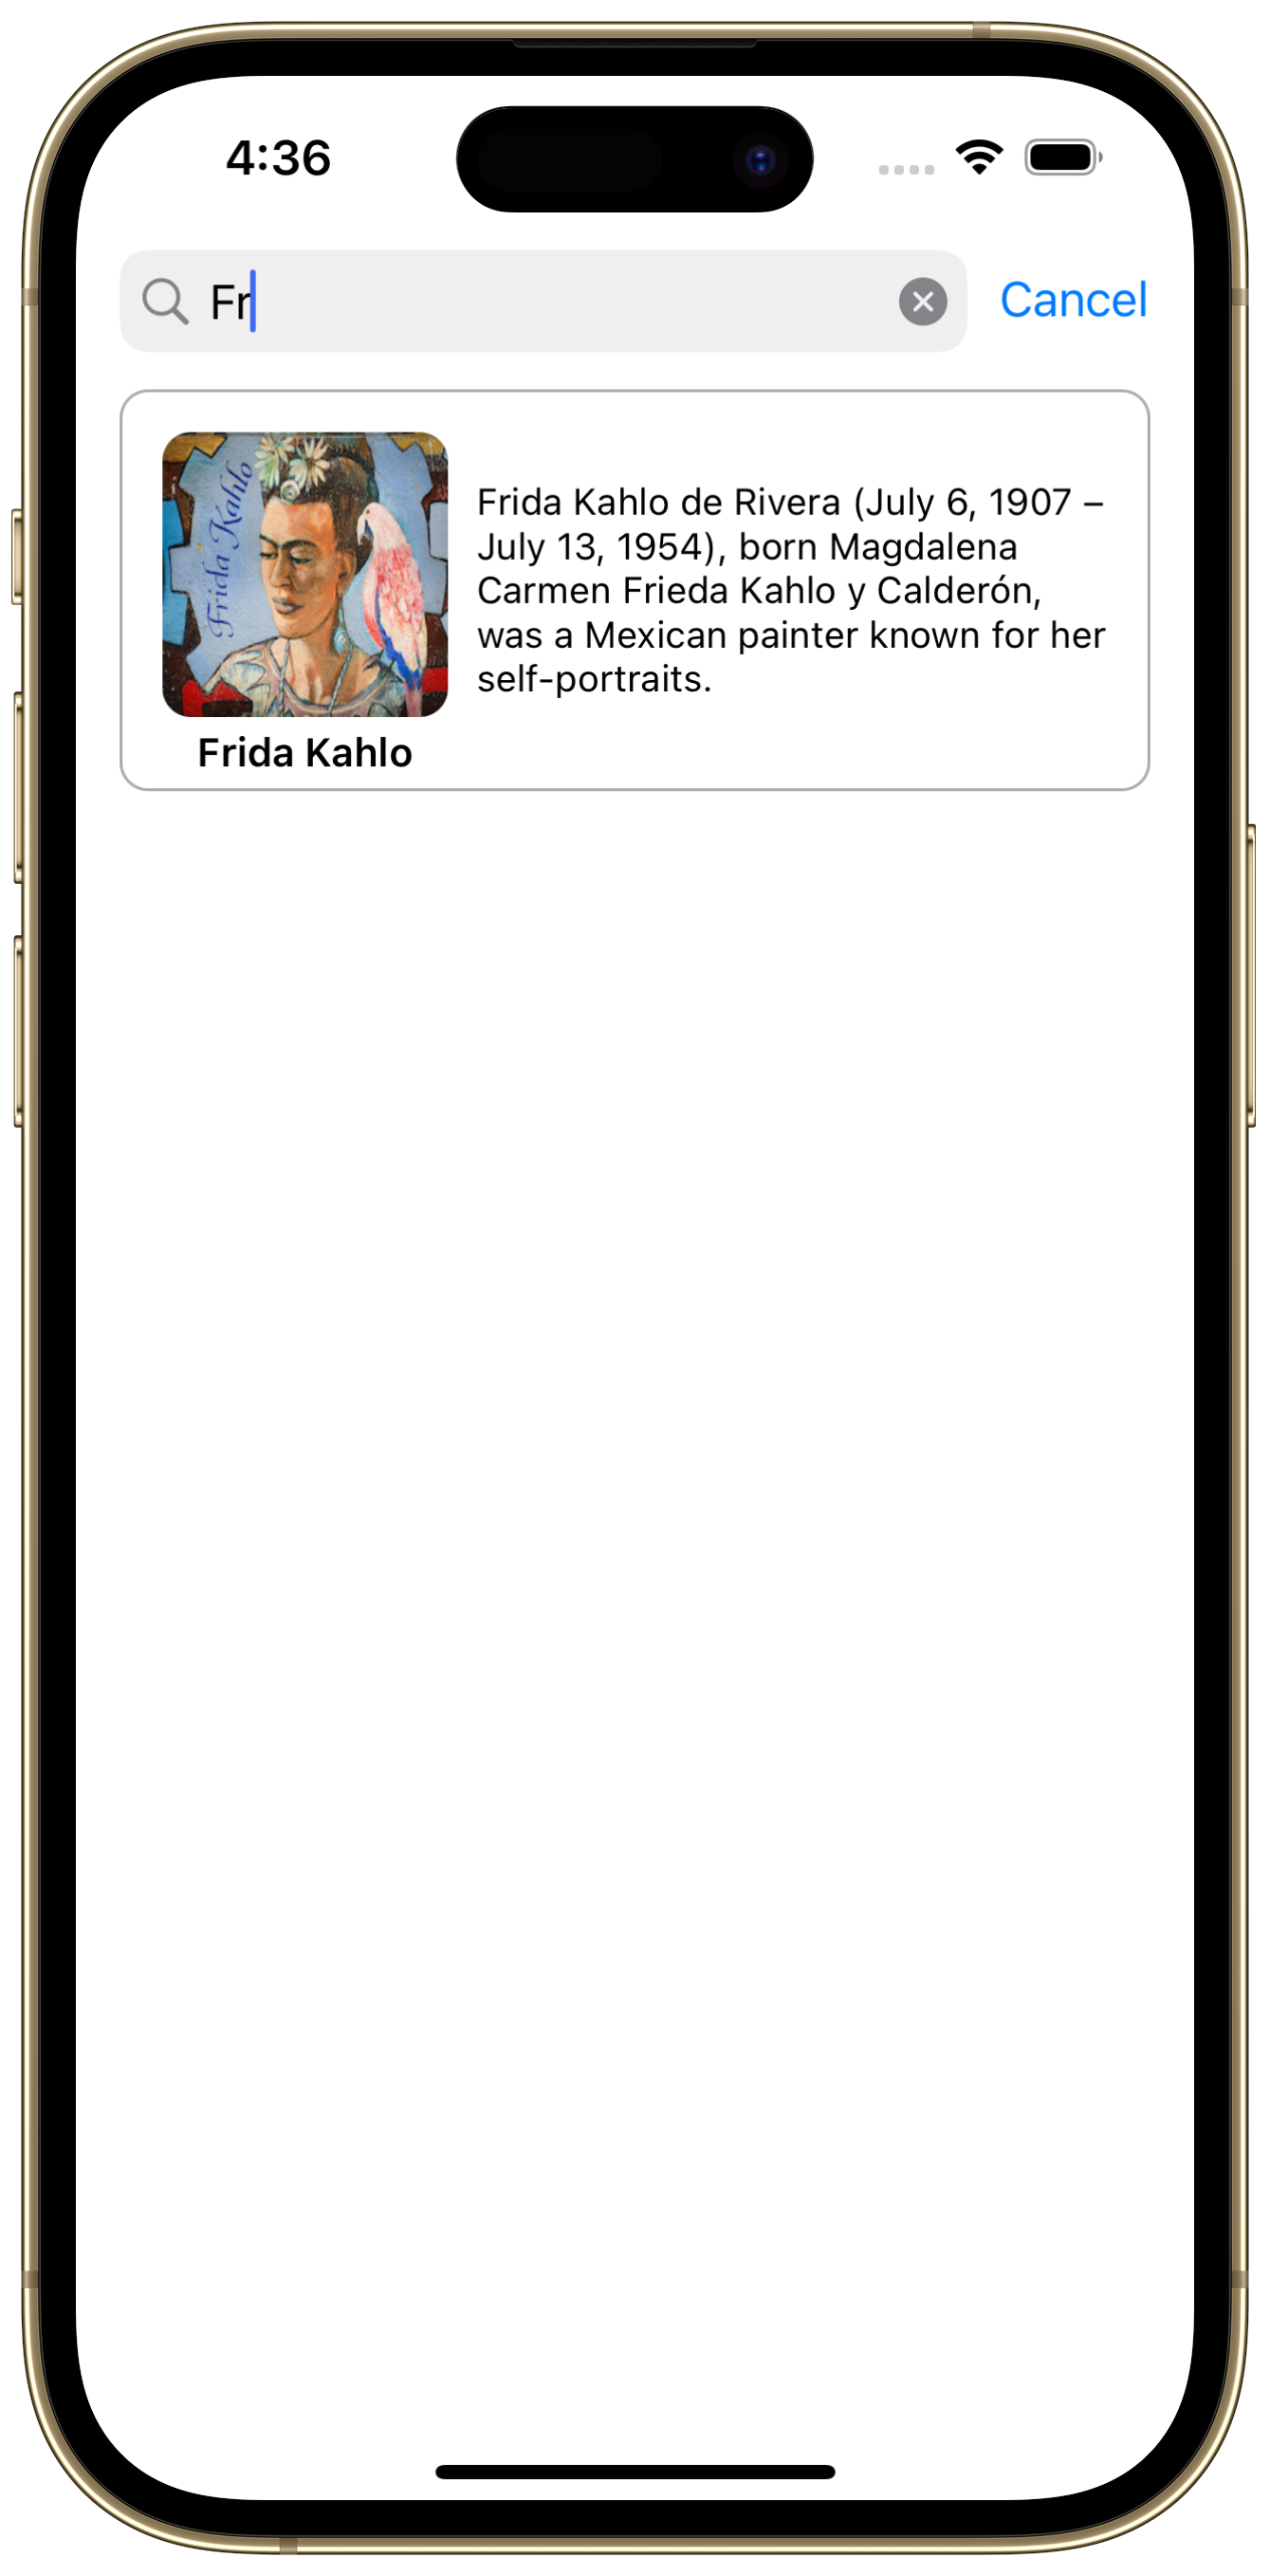 4:36
Fr
Cancel
Frida Kahlo
Frida Kahlo de Rivera (July 6, 1907 –
July 13, 1954), born Magdalena
Carmen Frieda Kahlo y Calderón,
was a Mexican painter known for her
self-portraits.
Frida Kahlo